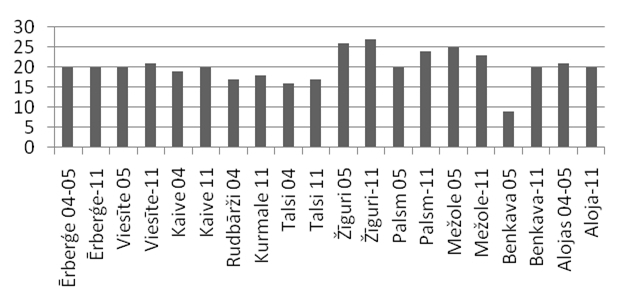 30
25
20
15
10
5
0
Ērberģe 04-05
Ērberģe-11
Viesīte 05
Viesīte-11
Kaive 04
Kaive 11
Rudbārži 04
Kurmale 11
Talsi 04
Talsi 11
Žīguri 05
Žīguri-11
Palsm 05
Palsm-11
Mežole 05
Mežole-11
Benkava 05
Benkava-11
Alojas 04-05
Aloja-11